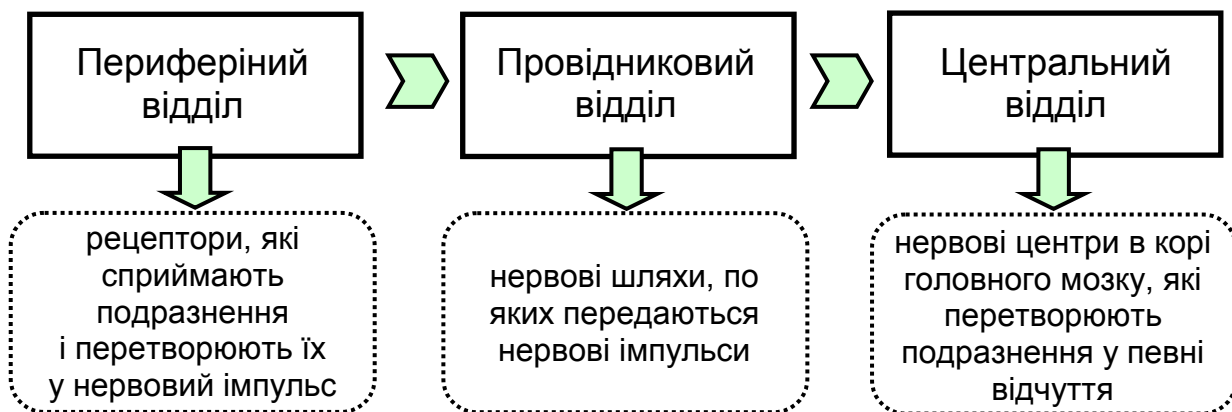 Периферіний
відділ
Провідниковий
відділ
Центральний
відділ
рецептори, які
сприймають
подразнення
і перетворюють їх
у нервовий імпульс
нервові шляхи, по
яких передаються
нервові імпульси
нервові центри в корі
головного мозку, які
перетворюють
подразнення у певні
відчуття